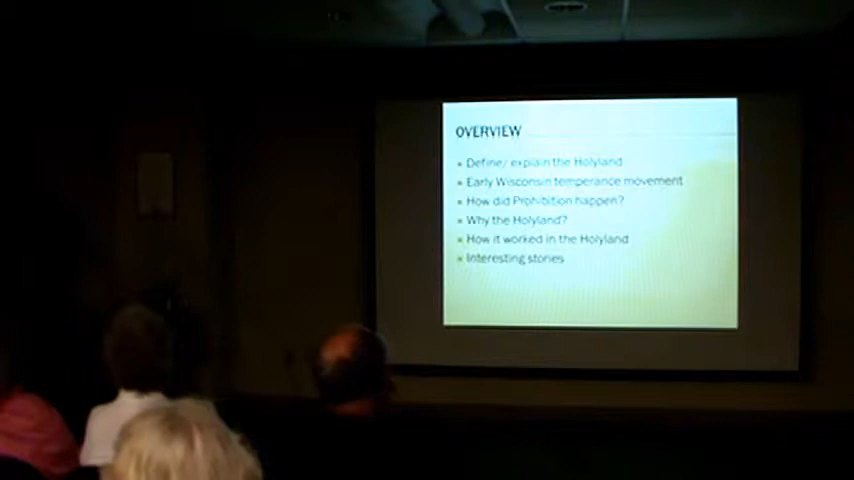 OVERVIEW
Define/ explain the Holyland
Early Wisconsin temperance movement
How did Prohibition happen?
Why the Holyland?
How it worked in the Holyland
Interesting stories